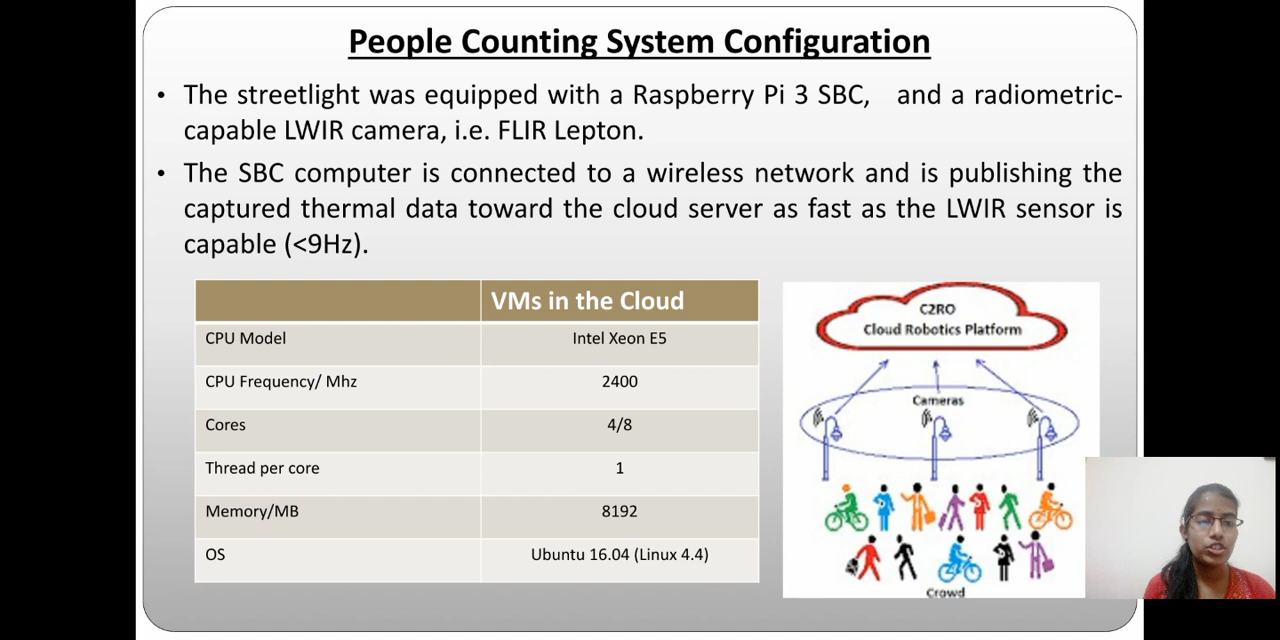 People Counting System Configuration
• The streetlight was equipped with a Raspberry Pi 3 SBC, and a radiometric-
capable LWIR camera, i.e. FLIR Lepton.
• The SBC computer is connected to a wireless network and is publishing the
captured thermal data toward the cloud server as fast as the LWIR sensor is
capable (<9Hz).
VMs in the Cloud
CPU Model Intel Xeon E5
CPU Frequency/ Mhz 2400
Cores 4/8
Thread per core 1
Memory/MB 8192
OS Ubuntu 16.04 (Linux 4.4)
C2RO
Cloud Robotics Platform
Cameras
Crowd